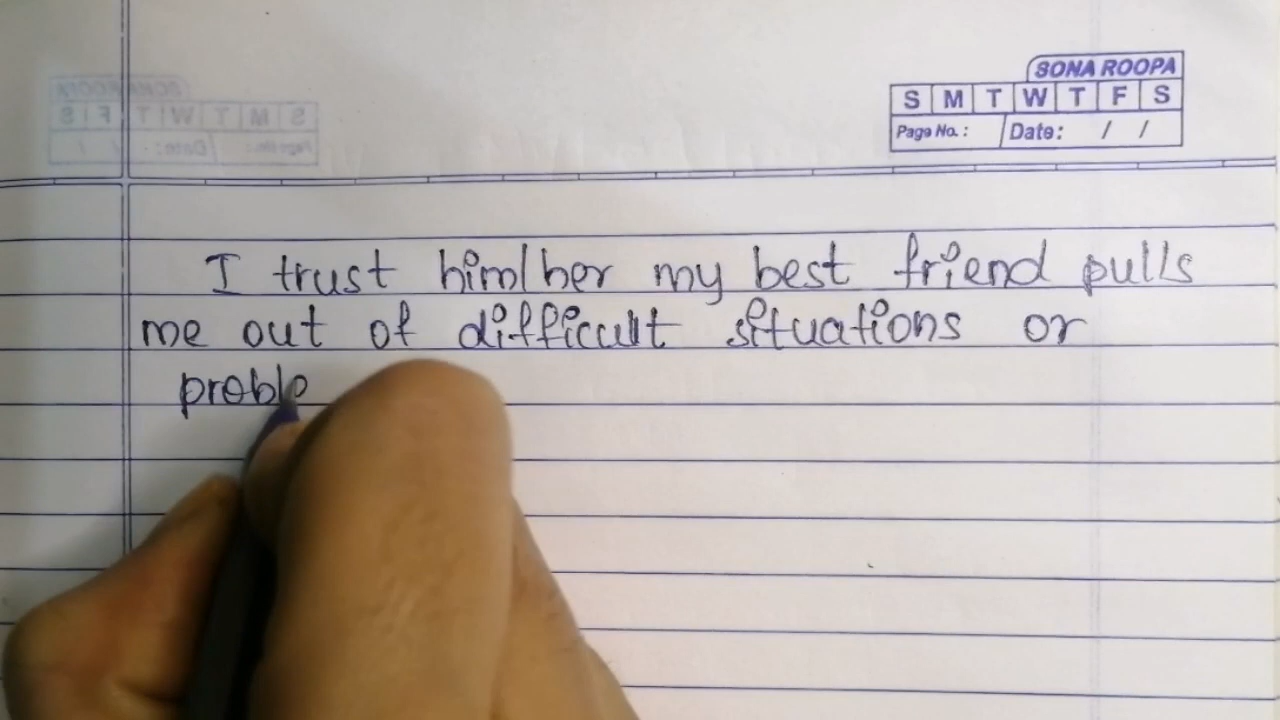 SONA ROOPA
S M T W T F S
Page No.: Date: / /
I trust him/her my best friend pulls
me out of difficult situations or
proble